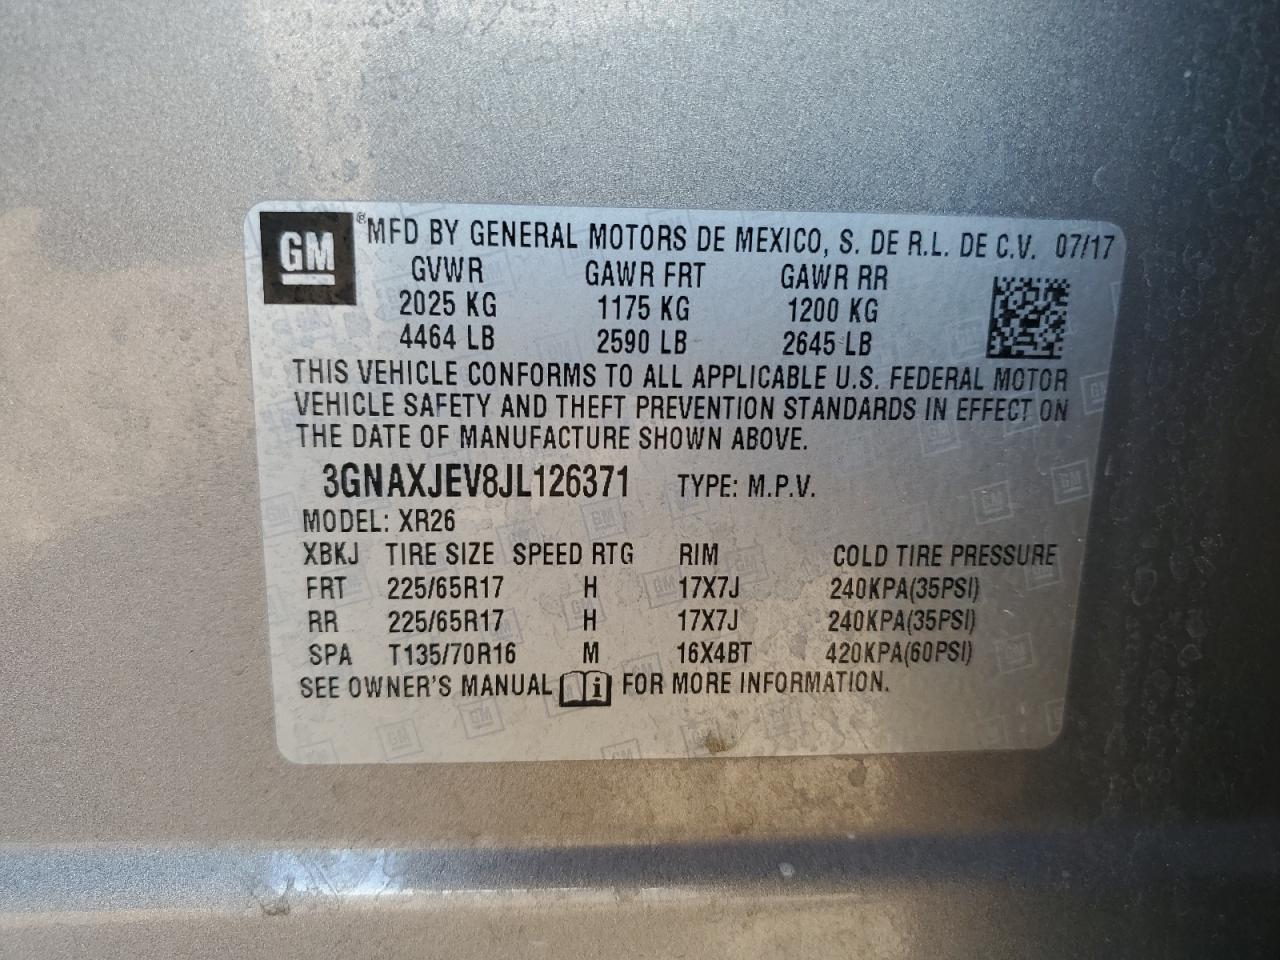 GM ® MFD BY GENERAL MOTORS DE MEXICO, S. DE R.L. DE C.V. 07/17
GVWR GAWR FRT GAWR RR
2025 KG 1175 KG 1200 KG
4464 LB 2590 LB 2645 LB
THIS VEHICLE CONFORMS TO ALL APPLICABLE U.S. FEDERAL MOTOR
VEHICLE SAFETY AND THEFT PREVENTION STANDARDS IN EFFECT ON
THE DATE OF MANUFACTURE SHOWN ABOVE.
3GNAXJEV8JL126371 TYPE: M.P.V.
MODEL: XR26
XBKJ TIRE SIZE SPEED RTG RIM COLD TIRE PRESSURE
FRT 225/65R17 H 17X7J 240KPA(35PSI)
RR 225/65R17 H 17X7J 240KPA(35PSI)
SPA T135/70R16 M 16X4BT 420KPA(60PSI)
SEE OWNER'S MANUAL i FOR MORE INFORMATION.